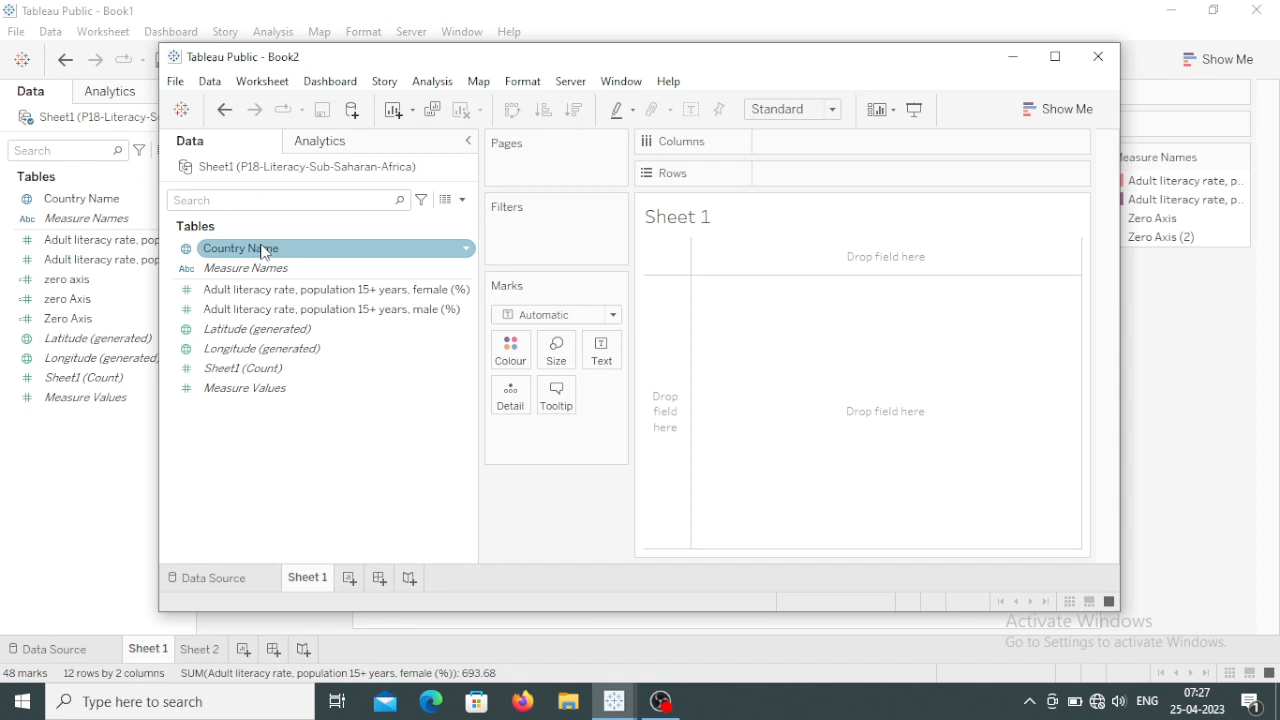 Tableau Public - Book1
File Data Worksheet Dashboard Story Analysis Map Format Server Window Help
Show Me
Data Analytics
Sheet1 (P18-Literacy-S
Search
Tables
Country Name
Abc Measure Names
# Adult literacy rate, pop
# Adult literacy rate, pop
=# zero axis
=# zero Axis
=# Zero Axis
Latitude (generated)
Longitude (generated)
# Sheet1 (Count)
# Measure Values
Tableau Public - Book2
File Data Worksheet Dashboard Story Analysis Map Format Server Window Help
Standard
Show Me
Data Analytics
Sheet1 (P18-Literacy-Sub-Saharan-Africa)
Search
Tables
Country Name
Abc Measure Names
# Adult literacy rate, population 15+ years, female (%)
# Adult literacy rate, population 15+ years, male (%)
Latitude (generated)
Longitude (generated)
# Sheet1 (Count)
# Measure Values
Pages
Filters
Marks
Automatic
Colour Size Text
Detail Tooltip
Columns
Rows
Sheet 1
Drop field here
Drop
field
here
Drop field here
Data Source Sheet 1
Measure Names
Adult literacy rate, p..
Adult literacy rate, p..
Zero Axis
Zero Axis (2)
Activate Windows
Go to Settings to activate Windows.
Data Source Sheet 1 Sheet 2
48 marks 12 rows by 2 columns SUM(Adult literacy rate, population 15+ years, female (%)): 693.68
Type here to search
ENG
07:27
25-04-2023
1